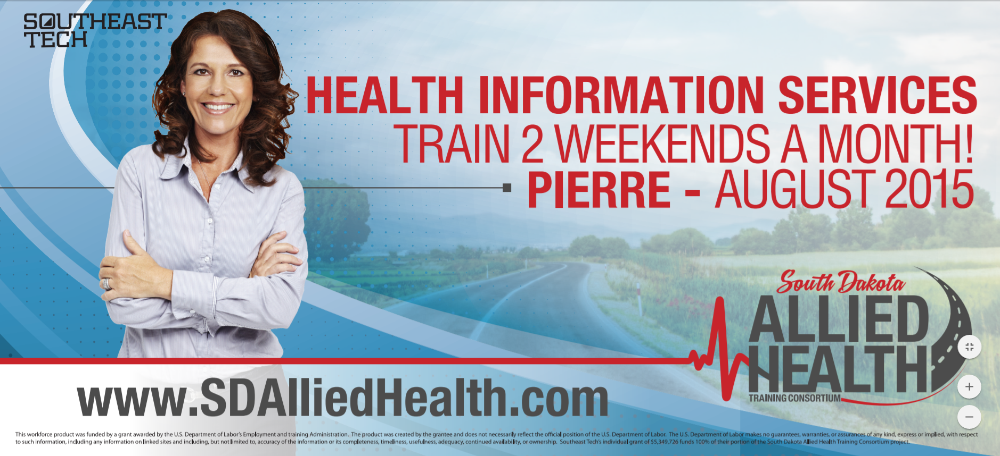 SOUTHEAST
TECH
HEALTH INFORMATION SERVICES
TRAIN 2 WEEKENDS A MONTH!
PIERRE - AUGUST 2015
South Dakota
ALLIED
HEALTH
TRAINING CONSORTIUM
www.SDAlliedHealth.com
This workforce product was funded by a grant awarded by the U.S. Department of Labor's Employment and training Administration. The product was created by the grantee and does not necessarily reflect the official position of the U.S. Department of Labor. The U.S. Department of Labor makes no guarantees, warranties, or assurances of any kind, express or implied, with respect
to such information, including any information on linked sites and including, but not limited to, accuracy of the information or its completeness, timeliness, usefulness, adequacy, continued availability, or ownership. Southeast Tech's individual grant of $5,349,726 funds 100% of their portion of the South Dakota Allied Health Training Consortium project.